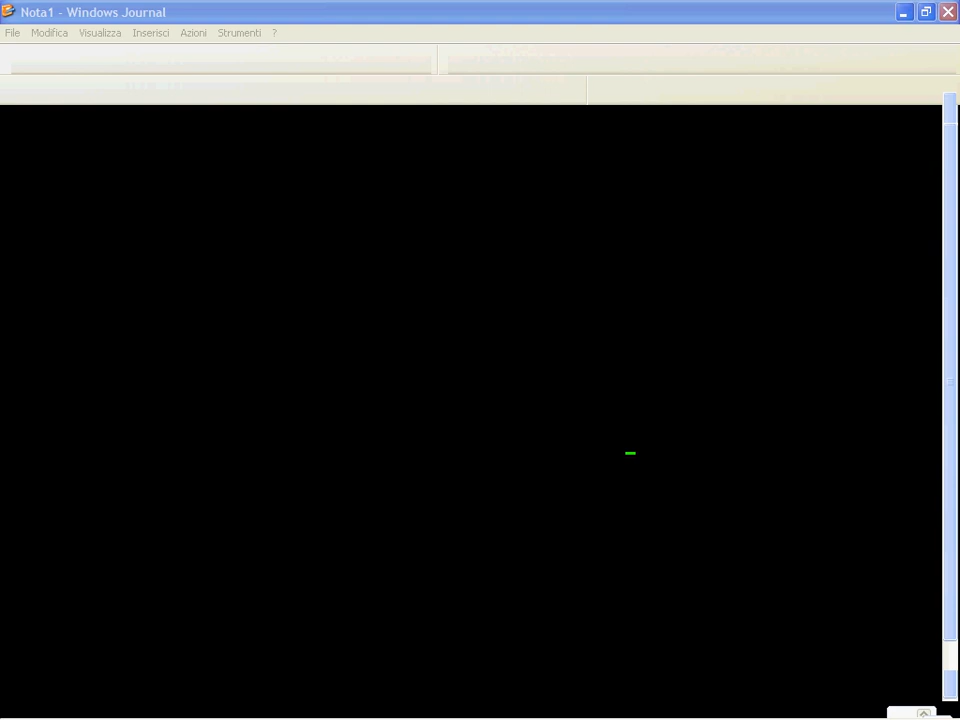 Nota1 - Windows Journal
File Modifica Visualizza Inserisci Azioni Strumenti ?